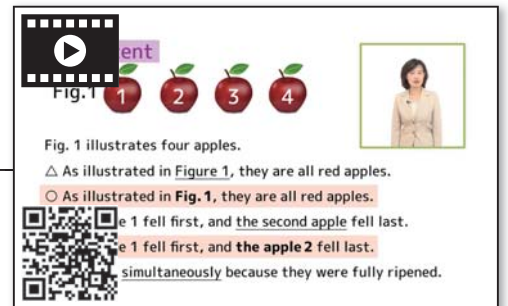 ent
Fig.1 1 2 3 4
Fig. 1 illustrates four apples.
△ As illustrated in Figure 1, they are all red apples.
○ As illustrated in Fig. 1, they are all red apples.
e 1 fell first, and the second apple fell last.
e 1 fell first, and the apple 2 fell last.
simultaneously because they were fully ripened.